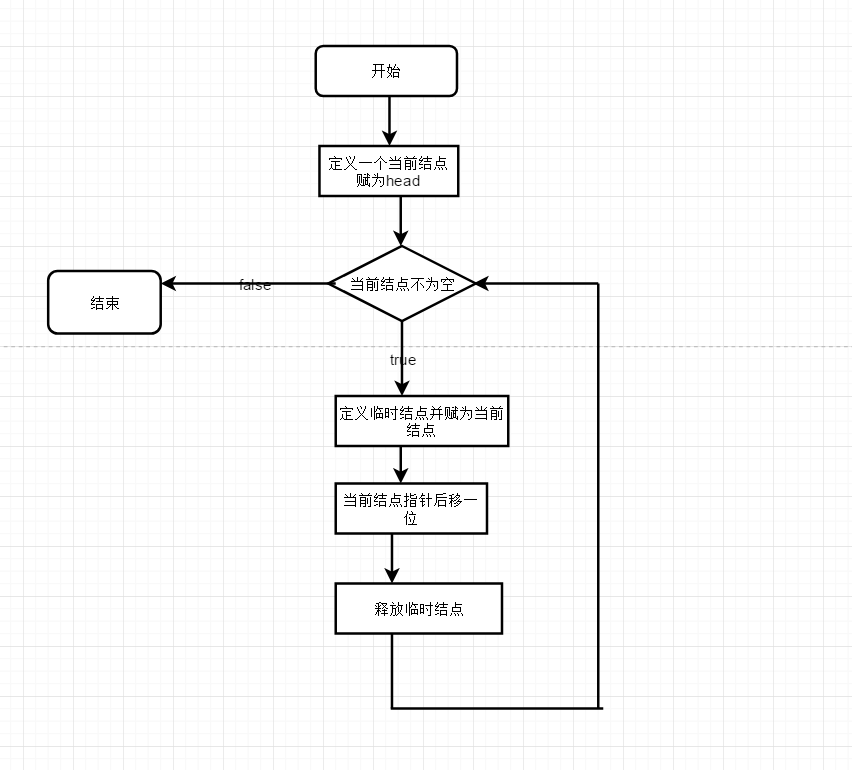 开始
定义一个当前结点
赋为head
当前结点不为空
false
结束
true
定义临时结点并赋为当前
结点
当前结点指针后移一
位
释放临时结点